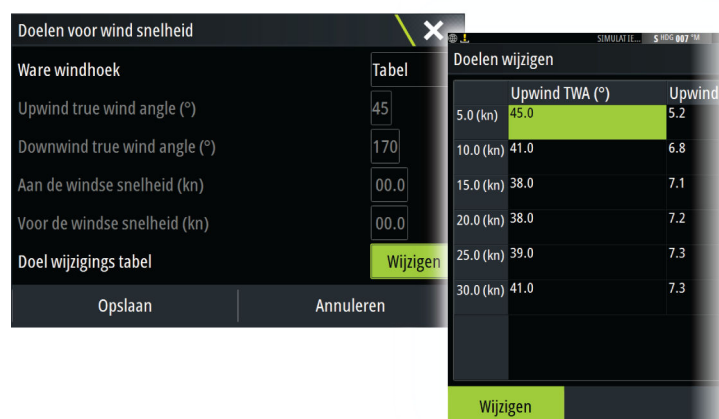 Doelen voor wind snelheid
Ware windhoek Tabel
Upwind true wind angle (°) 45
Downwind true wind angle (°) 170
Aan de windse snelheid (kn) 00.0
Voor de windse snelheid (kn) 00.0
Doel wijzigings tabel Wijzigen
Opslaan Annuleren
SIMULATIE... S HDG 007 °M
Doelen wijzigen
Upwind TWA (°) Upwind
5.0 (kn) 45.0 5.2
10.0 (kn) 41.0 6.8
15.0 (kn) 38.0 7.1
20.0 (kn) 38.0 7.2
25.0 (kn) 39.0 7.3
30.0 (kn) 41.0 7.3
Wijzigen